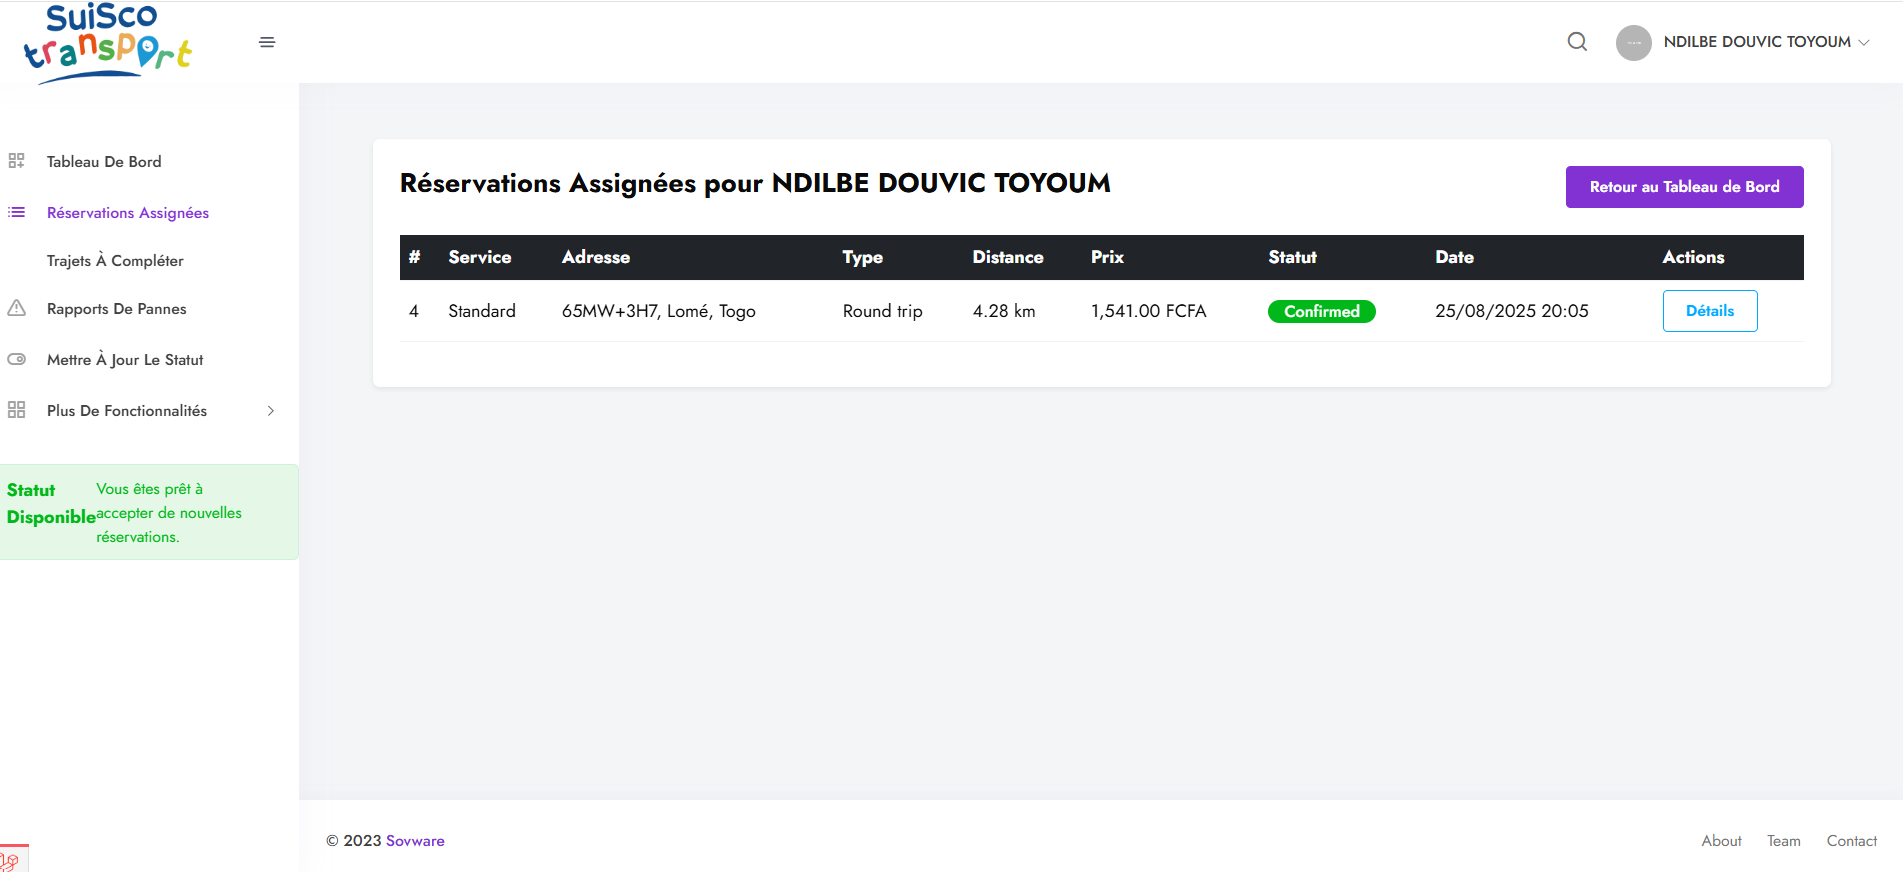 SuiSco
transport
NDILBE DOUVIC TOYOUM
Tableau De Bord
Réservations Assignées
Trajets À Compléter
Rapports De Pannes
Mettre À Jour Le Statut
Plus De Fonctionnalités
Statut Disponible
Vous êtes prêt à
accepter de nouvelles
réservations.
Réservations Assignées pour NDILBE DOUVIC TOYOUM
Retour au Tableau de Bord
# Service Adresse Type Distance Prix Statut Date Actions
4 Standard 65MW+3H7, Lomé, Togo Round trip 4.28 km 1,541.00 FCFA Confirmed 25/08/2025 20:05 Détails
© 2023 Sovware
About Team Contact